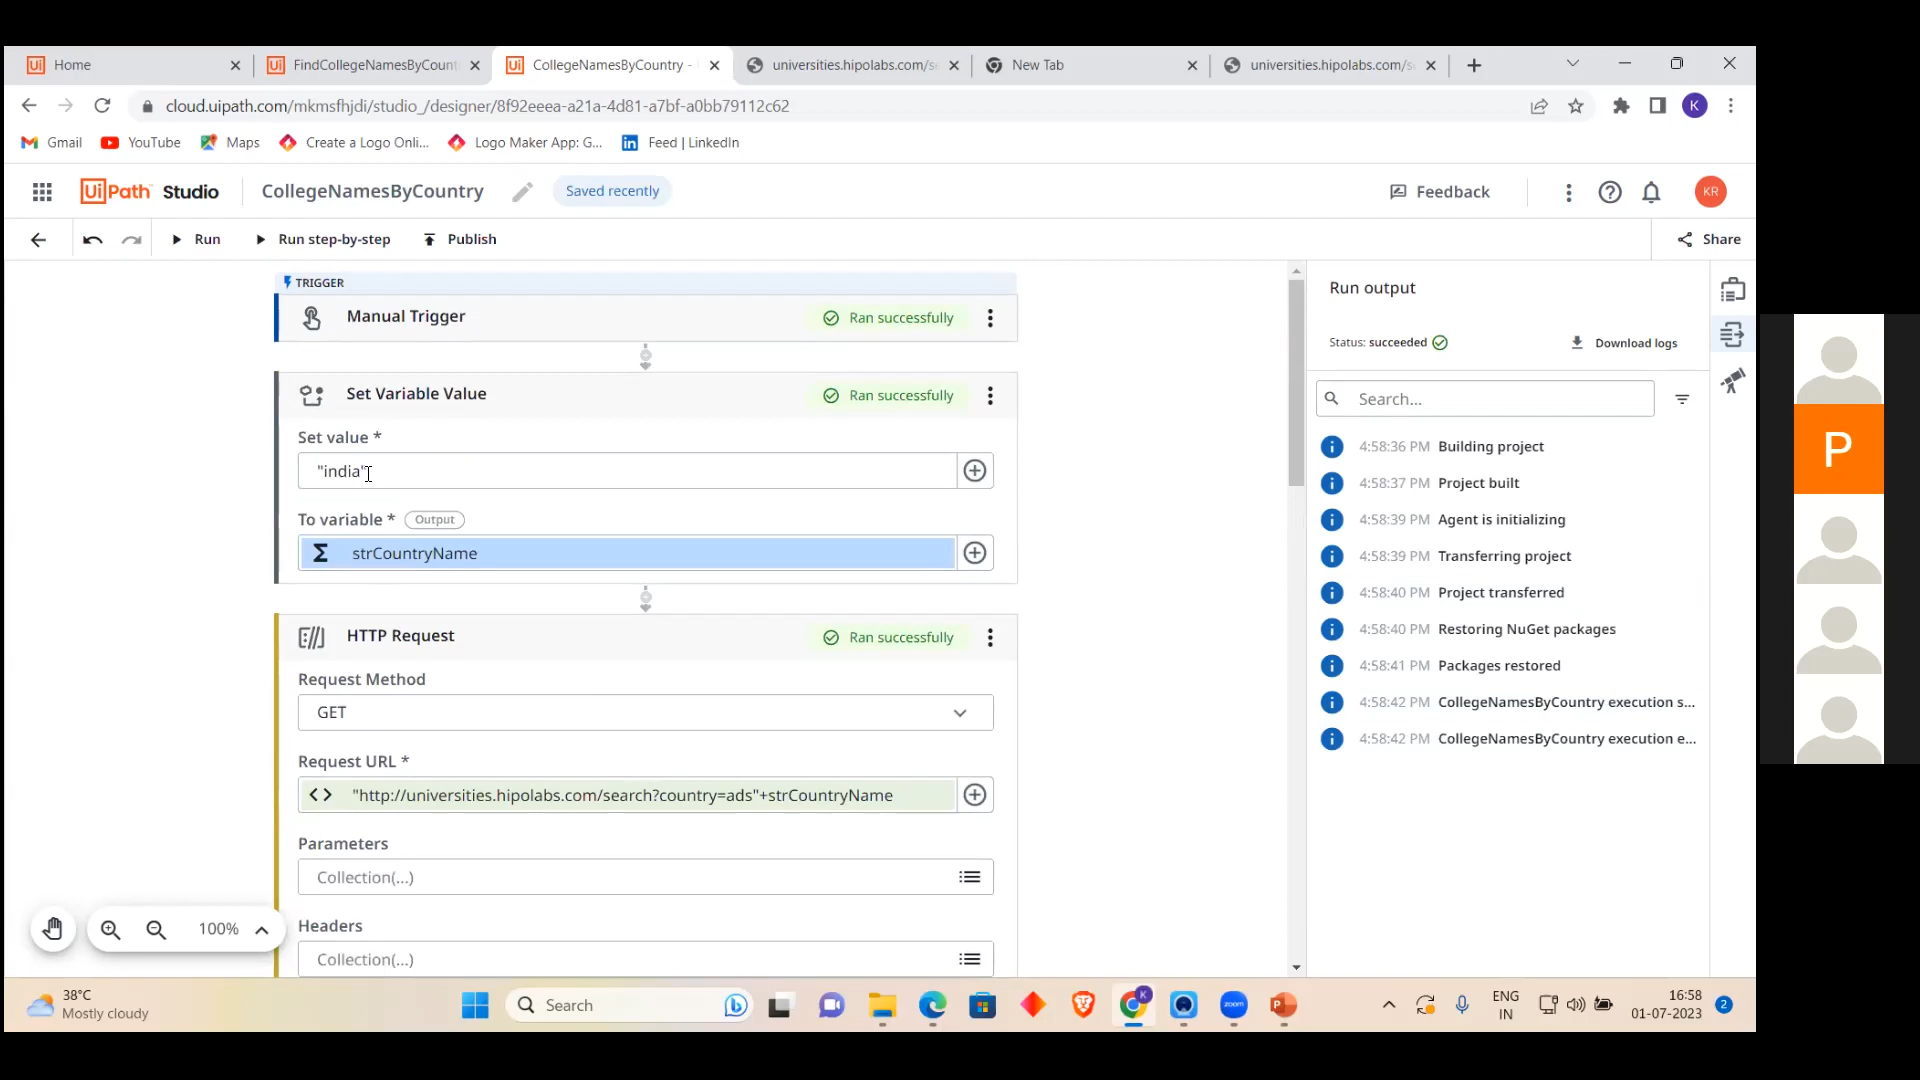 Home
FindCollegeNamesByCount
CollegeNamesByCountry -
universities.hipolabs.com/s
New Tab
universities.hipolabs.com/s
cloud.uipath.com/mkmsfhjdi/studio_/designer/8f92eeea-a21a-4d81-a7bf-a0bb79112c62
K
Gmail
YouTube
Maps
Create a Logo Onli...
Logo Maker App: G...
Feed | LinkedIn
UiPath Studio
CollegeNamesByCountry
Saved recently
Feedback
KR
Run
Run step-by-step
Publish
Share
TRIGGER
Manual Trigger
Ran successfully
Set Variable Value
Ran successfully
Set value *
"india"
To variable * Output
strCountryName
HTTP Request
Ran successfully
Request Method
GET
Request URL *
"http://universities.hipolabs.com/search?country=ads"+strCountryName
Parameters
Collection(...)
Headers
Collection(...)
100%
Run output
Status: succeeded
Download logs
Search...
4:58:36 PM Building project
4:58:37 PM Project built
4:58:39 PM Agent is initializing
4:58:39 PM Transferring project
4:58:40 PM Project transferred
4:58:40 PM Restoring NuGet packages
4:58:41 PM Packages restored
4:58:42 PM CollegeNamesByCountry execution s...
4:58:42 PM CollegeNamesByCountry execution e...
P
38°C
Mostly cloudy
Search
zoom
ENG
IN
16:58
01-07-2023
2